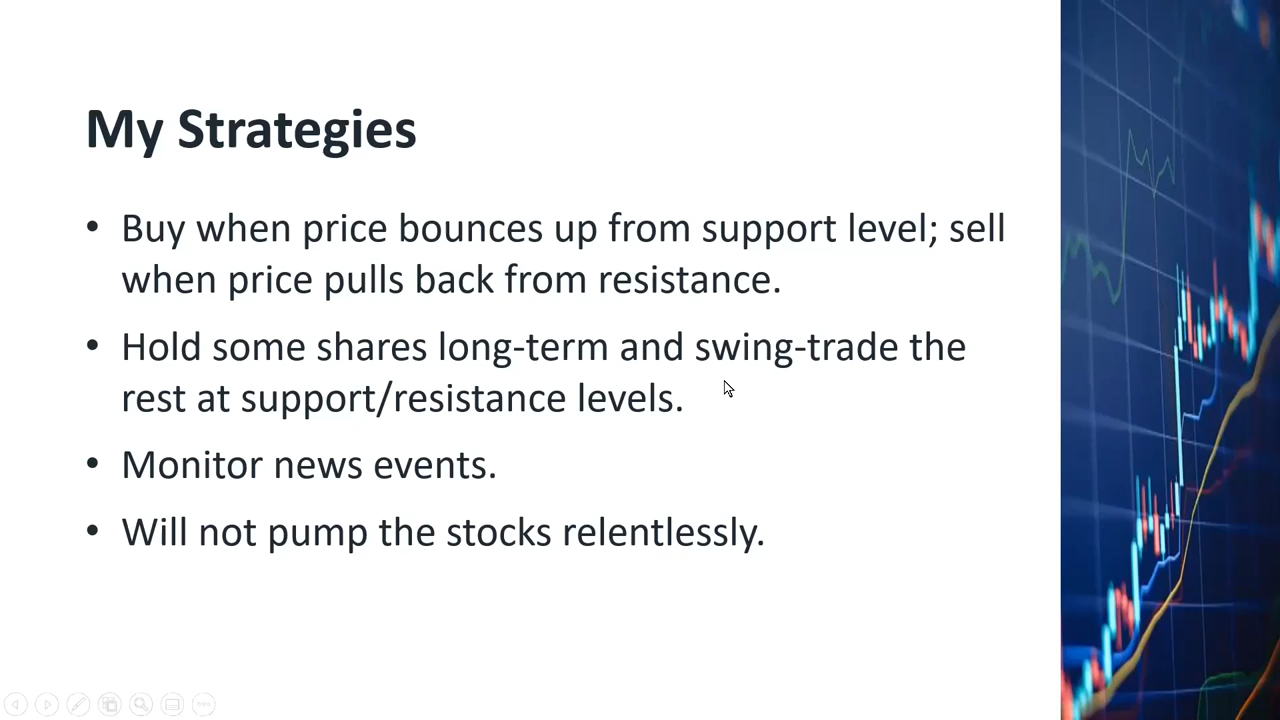 My Strategies
• Buy when price bounces up from support level; sell
when price pulls back from resistance.
• Hold some shares long-term and swing-trade the
rest at support/resistance levels.
• Monitor news events.
• Will not pump the stocks relentlessly.